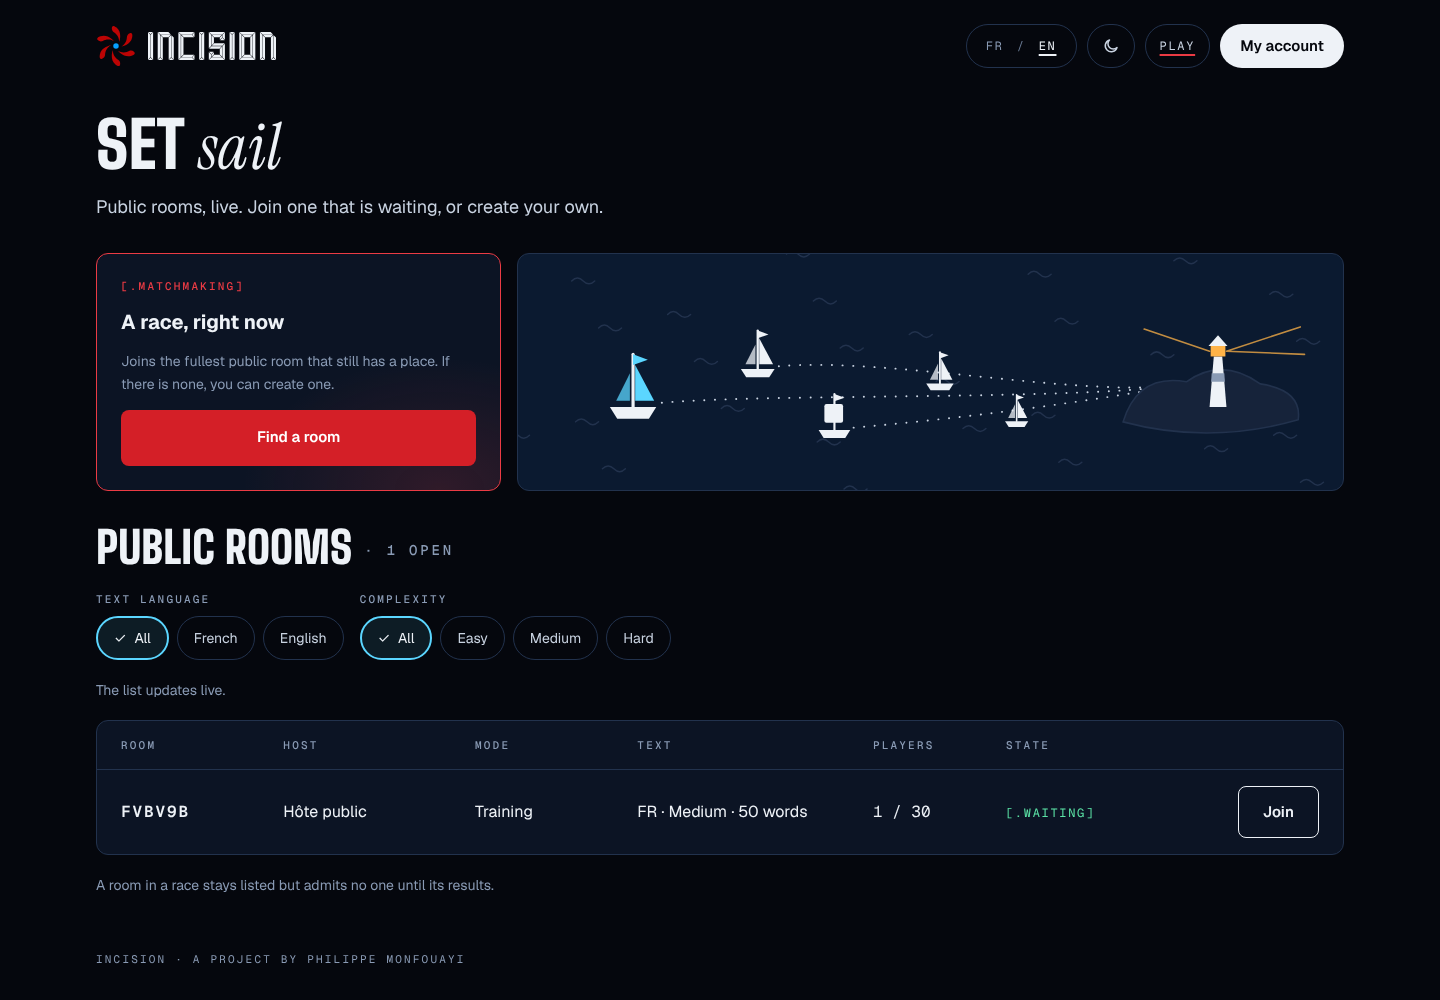 INCISION
FR / EN
PLAY
My account
SET sail
Public rooms, live. Join one that is waiting, or create your own.
[.MATCHMAKING]
A race, right now
Joins the fullest public room that still has a place. If
there is none, you can create one.
Find a room
PUBLIC ROOMS · 1 OPEN
TEXT LANGUAGE
COMPLEXITY
All French English
All Easy Medium Hard
The list updates live.
ROOM HOST MODE TEXT PLAYERS STATE
FVBV9B Hôte public Training FR · Medium · 50 words 1 / 30 [.WAITING] Join
A room in a race stays listed but admits no one until its results.
INCISION · A PROJECT BY PHILIPPE MONFOUAYI